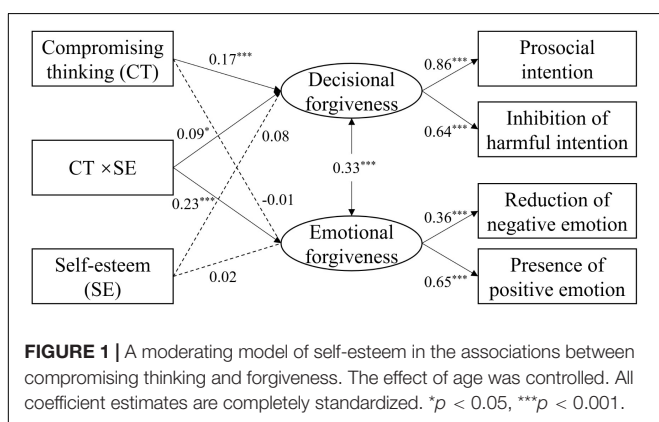 Compromising
thinking (CT)
CT ×SE
Self-esteem
(SE)
0.17***
0.09*
0.08
0.33***
0.23***
-0.01
0.02
Decisional
forgiveness
Emotional
forgiveness
0.86***
0.64***
0.36***
0.65***
Prosocial
intention
Inhibition of
harmful intention
Reduction of
negative emotion
Presence of
positive emotion
FIGURE 1 | A moderating model of self-esteem in the associations between
compromising thinking and forgiveness. The effect of age was controlled. All
coefficient estimates are completely standardized. *p < 0.05, ***p < 0.001.